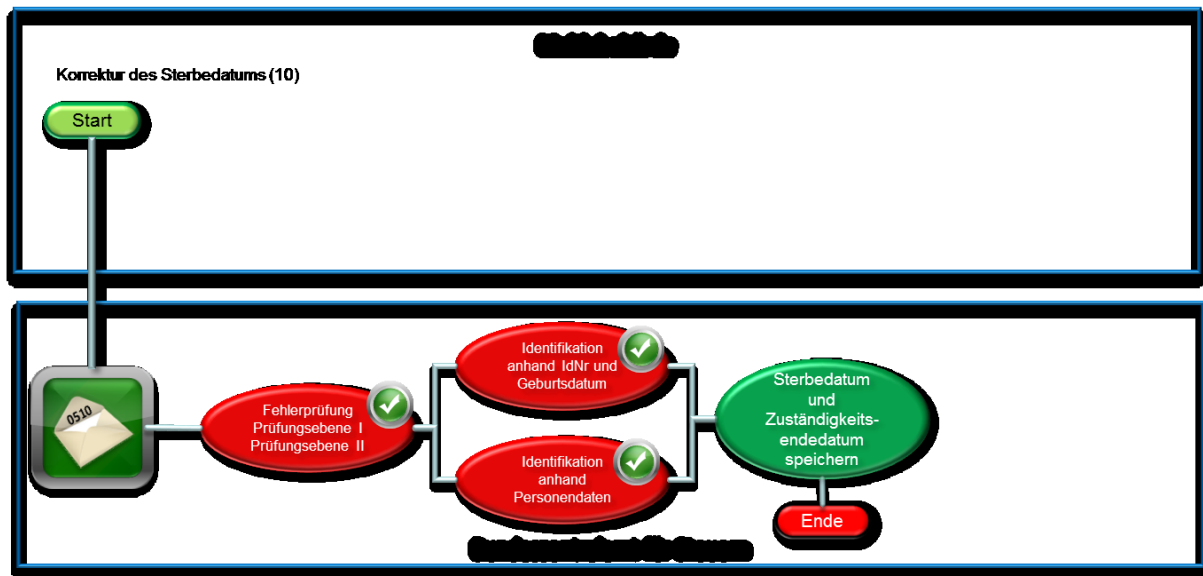 Korrektur des Sterbedatums (10)
Start
0510
Fehlerprüfung
Prüfungsebene I
Prüfungsebene II
Identifikation
anhand IdNr und
Geburtsdatum
Identifikation
anhand
Personendaten
Sterbedatum
und
Zuständigkeits-
endedatum
speichern
Ende